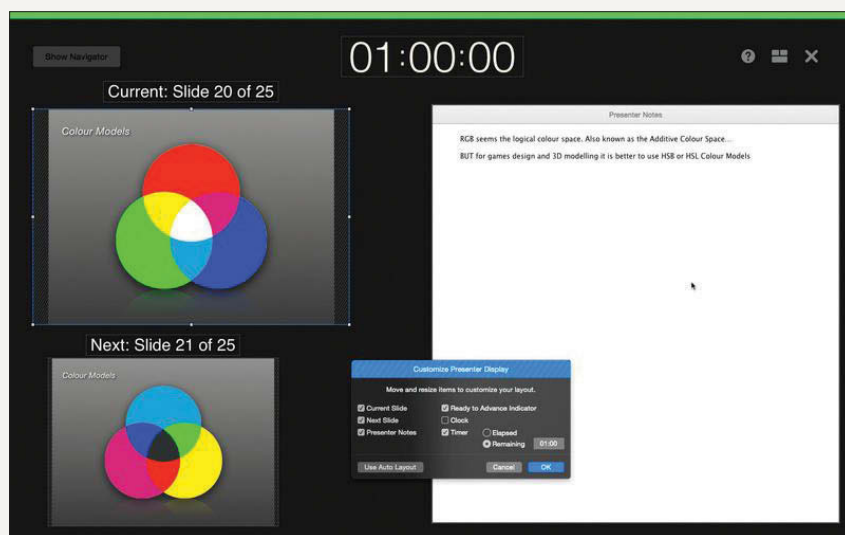 Show Navigator
01:00:00
Current: Slide 20 of 25
Colour Models
Next: Slide 21 of 25
Colour Models
Presenter Notes
RGB seems the logical colour space. Also known as the Additive Colour Space...
BUT for games design and 3D modelling it is better to use HSB or HSL Colour Models
Customize Presenter Display
Move and resize items to customize your layout.
Current Slide
Next Slide
Presenter Notes
Ready to Advance Indicator
Clock
Timer
Elapsed
Remaining 01:00
Use Auto Layout
Cancel
OK